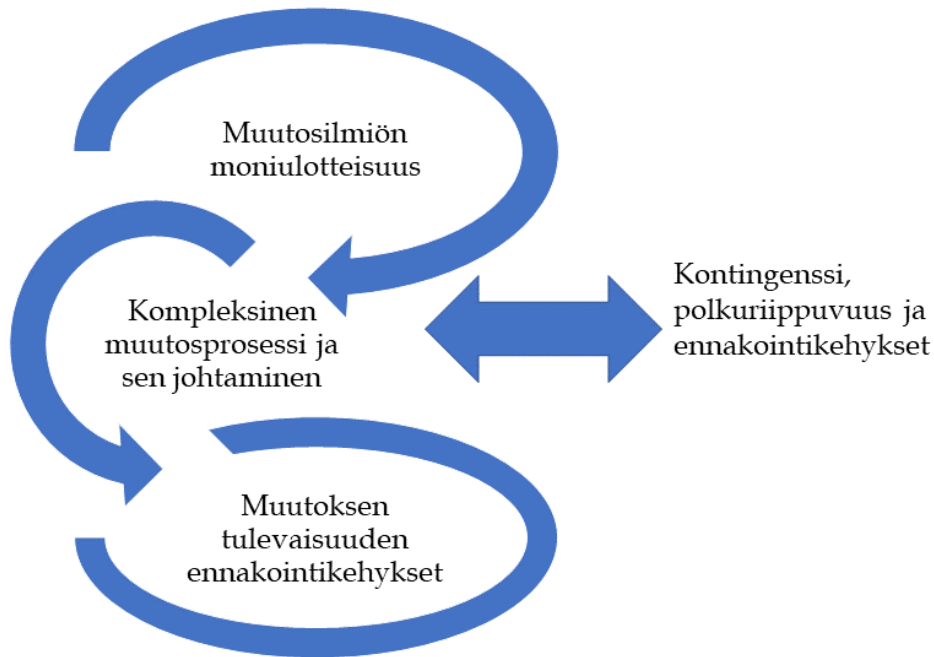 Muutosilmiön
moniulotteisuus
Kompleksinen
muutosprosessi ja
sen johtaminen
Kontingenssi,
polkuriippuvuus ja
ennakointikehykset
Muutoksen
tulevaisuuden
ennakointikehykset